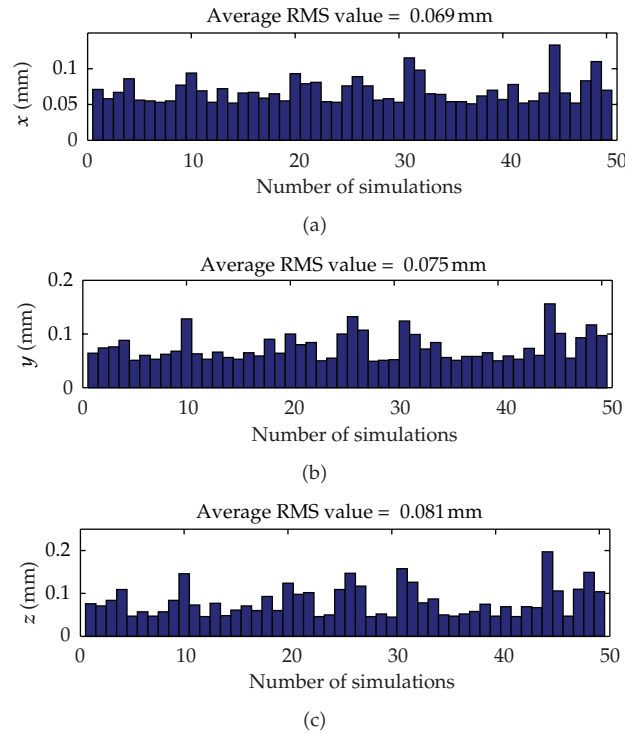 Average RMS value = 0.069 mm
0.1
0.05
0
x (mm)
0 10 20 30 40 50
Number of simulations
(a)
Average RMS value = 0.075 mm
0.2
0.1
0
y (mm)
0 10 20 30 40 50
Number of simulations
(b)
Average RMS value = 0.081 mm
0.2
0.1
0
z (mm)
0 10 20 30 40 50
Number of simulations
(c)